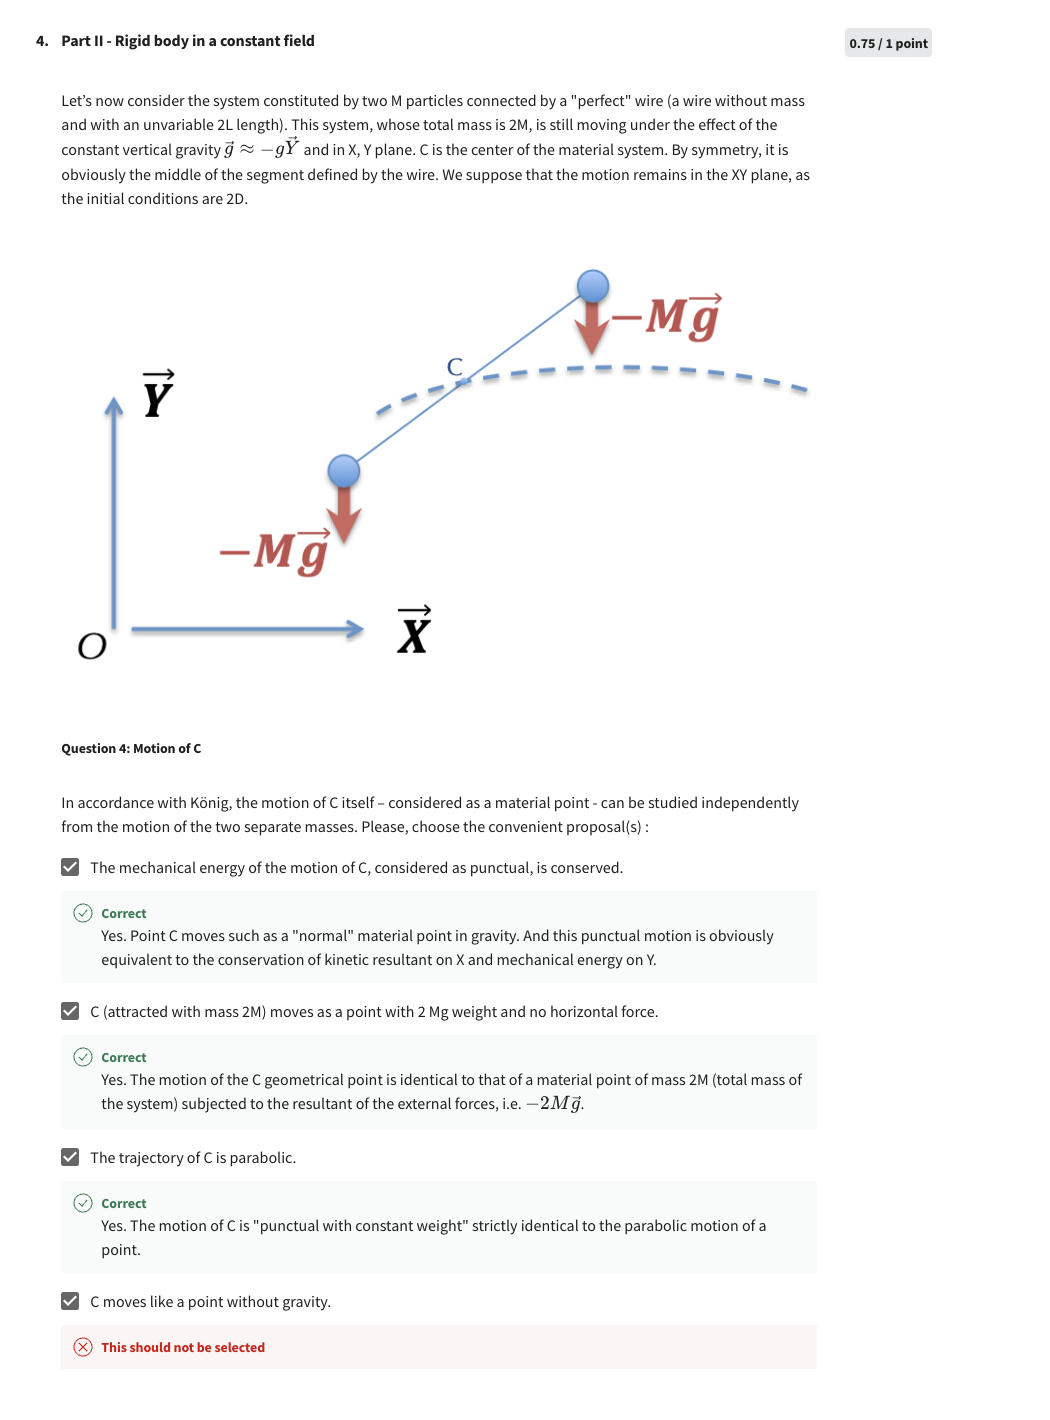 4. Part II - Rigid body in a constant field
0.75 / 1 point
Let's now consider the system constituted by two M particles connected by a "perfect" wire (a wire without mass
and with an unvariable 2L length). This system, whose total mass is 2M, is still moving under the effect of the
constant vertical gravity g⃗ ≈ −gY⃗ and in X, Y plane. C is the center of the material system. By symmetry, it is
obviously the middle of the segment defined by the wire. We suppose that the motion remains in the XY plane, as
the initial conditions are 2D.
−Mg⃗
C
Y⃗
−Mg⃗
X⃗
O
Question 4: Motion of C
In accordance with König, the motion of C itself – considered as a material point - can be studied independently
from the motion of the two separate masses. Please, choose the convenient proposal(s) :
The mechanical energy of the motion of C, considered as punctual, is conserved.
Correct
Yes. Point C moves such as a "normal" material point in gravity. And this punctual motion is obviously
equivalent to the conservation of kinetic resultant on X and mechanical energy on Y.
C (attracted with mass 2M) moves as a point with 2 Mg weight and no horizontal force.
Correct
Yes. The motion of the C geometrical point is identical to that of a material point of mass 2M (total mass of
the system) subjected to the resultant of the external forces, i.e. −2Mg⃗.
The trajectory of C is parabolic.
Correct
Yes. The motion of C is "punctual with constant weight" strictly identical to the parabolic motion of a
point.
C moves like a point without gravity.
This should not be selected